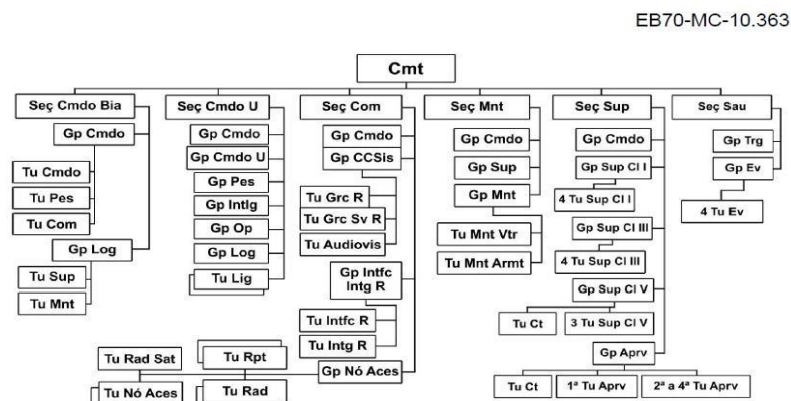 EB70-MC-10.363
Cmt
Seç Cmdo Bia
Gp Cmdo
Tu Cmdo
Tu Pes
Tu Com
Gp Log
Tu Sup
Tu Mnt
Seç Cmdo U
Gp Cmdo
Gp Cmdo U
Gp Pes
Gp Intlg
Gp Op
Gp Log
Tu Lig
Seç Com
Gp Cmdo
Gp CCSis
Tu Grc R
Tu Grc Sv R
Tu Audiovis
Gp Intfc
Intg R
Tu Intfc R
Tu Intg R
Gp Nó Aces
Tu Rad Sat
Tu Rpt
Tu Nó Aces
Tu Rad
Seç Mnt
Gp Cmdo
Gp Sup
Gp Mnt
Tu Mnt Vtr
Tu Mnt Armt
Seç Sup
Gp Cmdo
Gp Sup Cl I
4 Tu Sup Cl I
Gp Sup Cl III
4 Tu Sup Cl III
Gp Sup Cl V
Tu Ct
3 Tu Sup Cl V
Gp Aprv
Tu Ct
1ª Tu Aprv
2ª a 4ª Tu Aprv
Seç Sau
Gp Trg
Gp Ev
4 Tu Ev